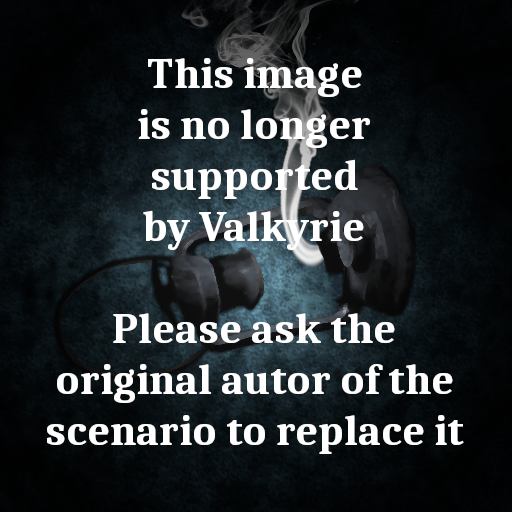 This image
is no longer
supported
by Valkyrie
Please ask the
original autor of the
scenario to replace it